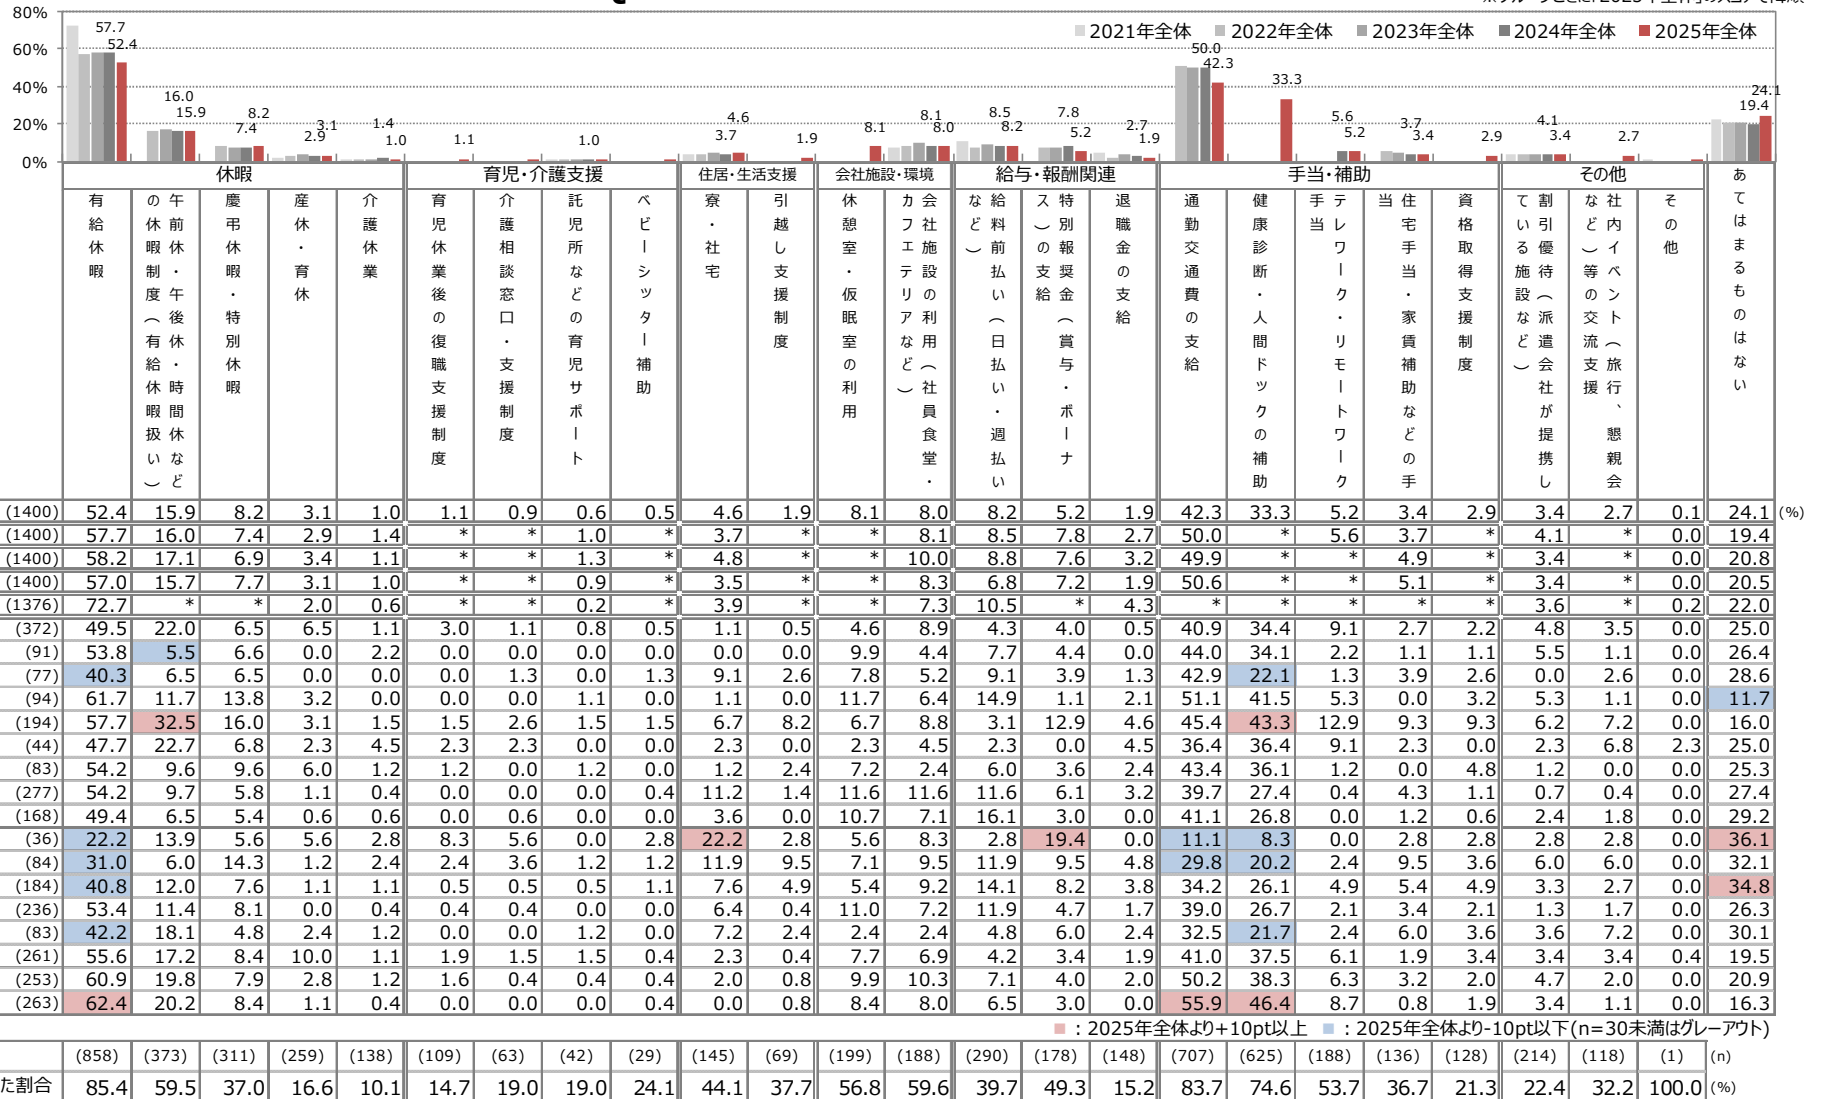 80%
60%
40%
20%
0%
2021年全体 2022年全体 2023年全体 2024年全体 2025年全体
57.7 52.4 16.0 15.9 7.4 8.2 2.9 3.1 1.4 1.0 1.1 1.0 3.7 4.6 1.9 8.1 8.1 8.0 8.5 8.2 7.8 5.2 2.7 1.9 50.0 42.3 33.3 5.6 5.2 3.7 3.4 2.9 4.1 3.4 2.7 19.4 24.1
休暇 育児・介護支援 住居・生活支援 会社施設・環境 給与・報酬関連 手当・補助 その他
有給休暇
午前休・午後休・時間休など
の休暇制度（有給休暇扱い）
慶弔休暇・特別休暇
産休・育休
介護休業
育児休業後の復職支援制度
介護相談窓口・支援制度
託児所などの育児サポート
ベビーシッター補助
寮・社宅
引越し支援制度
休憩室・仮眠室の利用
会社施設の利用（社員食堂・
カフェテリアなど）
給料前払い（日払い・週払い
など）
特別報奨金（賞与・ボーナ
ス）の支給
退職金の支給
通勤交通費の支給
健康診断・人間ドックの補助
テレワーク・リモートワーク
手当
住宅手当・家賃補助などの手
当
資格取得支援制度
割引優待（派遣会社が提携し
ている施設など）
社内イベント（旅行、懇親会
など）等の交流支援
その他
あてはまるものはない
(1400) 52.4 15.9 8.2 3.1 1.0 1.1 0.9 0.6 0.5 4.6 1.9 8.1 8.0 8.2 5.2 1.9 42.3 33.3 5.2 3.4 2.9 3.4 2.7 0.1 24.1 (%)
(1400) 57.7 16.0 7.4 2.9 1.4 * * 1.0 * 3.7 * * 8.1 8.5 7.8 2.7 50.0 * 5.6 3.7 * 4.1 * 0.0 19.4
(1400) 58.2 17.1 6.9 3.4 1.1 * * 1.3 * 4.8 * * 10.0 8.8 7.6 3.2 49.9 * * 4.9 * 3.4 * 0.0 20.8
(1400) 57.0 15.7 7.7 3.1 1.0 * * 0.9 * 3.5 * * 8.3 6.8 7.2 1.9 50.6 * * 5.1 * 3.4 * 0.0 20.5
(1376) 72.7 * * 2.0 0.6 * * 0.2 * 3.9 * * 7.3 10.5 * 4.3 * * * * * 3.6 * 0.2 22.0
(372) 49.5 22.0 6.5 6.5 1.1 3.0 1.1 0.8 0.5 1.1 0.5 4.6 8.9 4.3 4.0 0.5 40.9 34.4 9.1 2.7 2.2 4.8 3.5 0.0 25.0
(91) 53.8 5.5 6.6 0.0 2.2 0.0 0.0 0.0 0.0 0.0 0.0 9.9 4.4 7.7 4.4 0.0 44.0 34.1 2.2 1.1 1.1 5.5 1.1 0.0 26.4
(77) 40.3 6.5 6.5 0.0 0.0 0.0 1.3 0.0 1.3 9.1 2.6 7.8 5.2 9.1 3.9 1.3 42.9 22.1 1.3 3.9 2.6 0.0 2.6 0.0 28.6
(94) 61.7 11.7 13.8 3.2 0.0 0.0 0.0 1.1 0.0 1.1 0.0 11.7 6.4 14.9 1.1 2.1 51.1 41.5 5.3 0.0 3.2 5.3 1.1 0.0 11.7
(194) 57.7 32.5 16.0 3.1 1.5 1.5 2.6 1.5 1.5 6.7 8.2 6.7 8.8 3.1 12.9 4.6 45.4 43.3 12.9 9.3 9.3 6.2 7.2 0.0 16.0
(44) 47.7 22.7 6.8 2.3 4.5 2.3 2.3 0.0 0.0 2.3 0.0 2.3 4.5 2.3 0.0 4.5 36.4 36.4 9.1 2.3 0.0 2.3 6.8 2.3 25.0
(83) 54.2 9.6 9.6 6.0 1.2 1.2 0.0 1.2 0.0 1.2 2.4 7.2 2.4 6.0 3.6 2.4 43.4 36.1 1.2 0.0 4.8 1.2 0.0 0.0 25.3
(277) 54.2 9.7 5.8 1.1 0.4 0.0 0.0 0.0 0.4 11.2 1.4 11.6 11.6 11.6 6.1 3.2 39.7 27.4 0.4 4.3 1.1 0.7 0.4 0.0 27.4
(168) 49.4 6.5 5.4 0.6 0.6 0.0 0.6 0.0 0.0 3.6 0.0 10.7 7.1 16.1 3.0 0.0 41.1 26.8 0.0 1.2 0.6 2.4 1.8 0.0 29.2
(36) 22.2 13.9 5.6 5.6 2.8 8.3 5.6 0.0 2.8 22.2 2.8 5.6 8.3 2.8 19.4 0.0 11.1 8.3 0.0 2.8 2.8 2.8 2.8 0.0 36.1
(84) 31.0 6.0 14.3 1.2 2.4 2.4 3.6 1.2 1.2 11.9 9.5 7.1 9.5 11.9 9.5 4.8 29.8 20.2 2.4 9.5 3.6 6.0 6.0 0.0 32.1
(184) 40.8 12.0 7.6 1.1 1.1 0.5 0.5 0.5 1.1 7.6 4.9 5.4 9.2 14.1 8.2 3.8 34.2 26.1 4.9 5.4 4.9 3.3 2.7 0.0 34.8
(236) 53.4 11.4 8.1 0.0 0.4 0.4 0.4 0.0 0.0 6.4 0.4 11.0 7.2 11.9 4.7 1.7 39.0 26.7 2.1 3.4 2.1 1.3 1.7 0.0 26.3
(83) 42.2 18.1 4.8 2.4 1.2 0.0 0.0 1.2 0.0 7.2 2.4 2.4 2.4 4.8 6.0 2.4 32.5 21.7 2.4 6.0 3.6 3.6 7.2 0.0 30.1
(261) 55.6 17.2 8.4 10.0 1.1 1.9 1.5 1.5 0.4 2.3 0.4 7.7 6.9 4.2 3.4 1.9 41.0 37.5 6.1 1.9 3.4 3.4 3.4 0.4 19.5
(253) 60.9 19.8 7.9 2.8 1.2 1.6 0.4 0.4 0.4 2.0 0.8 9.9 10.3 7.1 4.0 2.0 50.2 38.3 6.3 3.2 2.0 4.7 2.0 0.0 20.9
(263) 62.4 20.2 8.4 1.1 0.4 0.0 0.0 0.0 0.4 0.0 0.8 8.4 8.0 6.5 3.0 0.0 55.9 46.4 8.7 0.8 1.9 3.4 1.1 0.0 16.3
：2025年全体より+10pt以上 ：2025年全体より-10pt以下(n=30未満はグレーアウト)
(858) (373) (311) (259) (138) (109) (63) (42) (29) (145) (69) (199) (188) (290) (178) (148) (707) (625) (188) (136) (128) (214) (118) (1) (n)
た割合 85.4 59.5 37.0 16.6 10.1 14.7 19.0 19.0 24.1 44.1 37.7 56.8 59.6 39.7 49.3 15.2 83.7 74.6 53.7 36.7 21.3 22.4 32.2 100.0 (%)